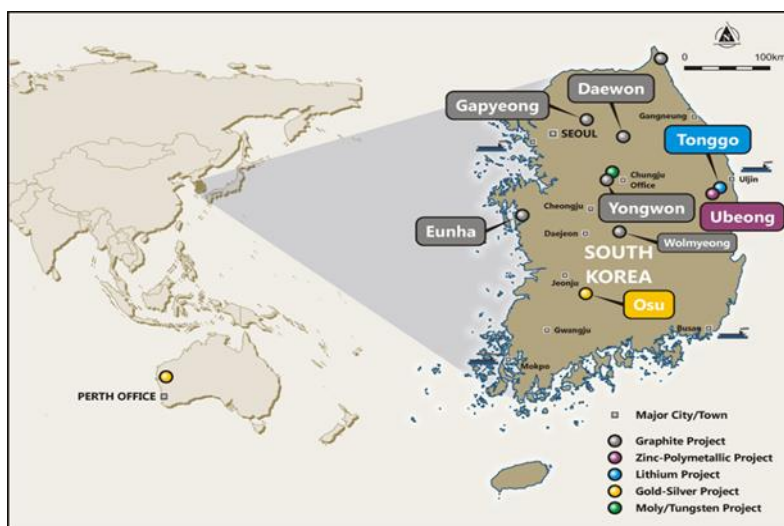 N
0 100km
Daewon
Gapyeong
Gangneung
SEOUL
Tonggo
Chungju
Office
Uljin
Yongwon
Cheongju
Ubeong
Eunha
Daejeon
Wolmyeong
SOUTH
KOREA
Jeonju
Osu
Gwangju
Busan
Mokpo
PERTH OFFICE
Major City/Town
Graphite Project
Zinc-Polymetallic Project
Lithium Project
Gold-Silver Project
Moly/Tungsten Project